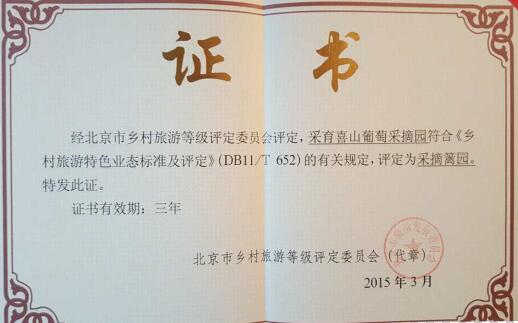 证书
经北京市乡村旅游等级评定委员会评定，采育喜山葡萄采摘园符合《乡
村旅游特色业态标准及评定》（DB11/T 652）的有关规定，评定为采摘篱园。
特发此证。
证书有效期：三年
北京市乡村旅游等级评定委员会（代章）
2015年3月